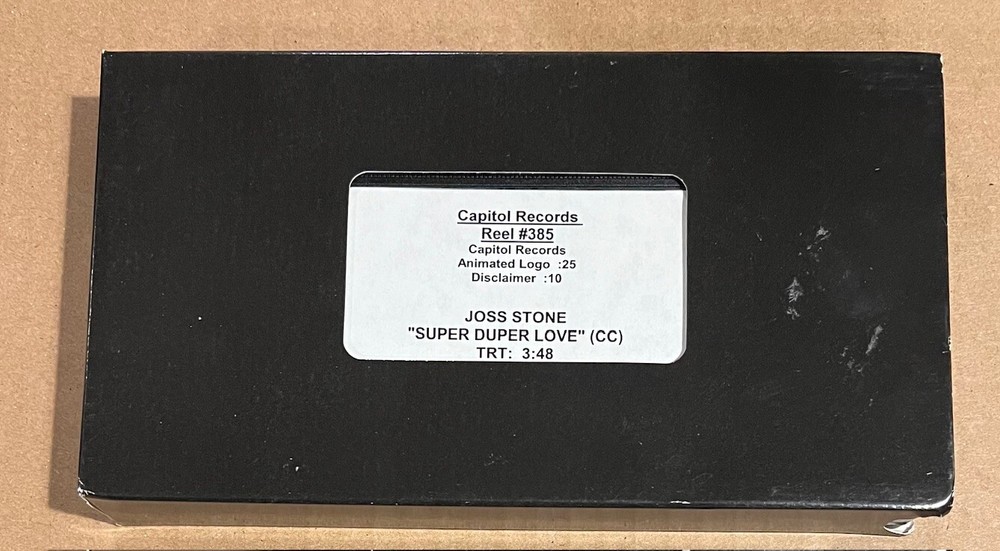 Capitol Records
Reel #385
Capitol Records
Animated Logo :25
Disclaimer :10
JOSS STONE
"SUPER DUPER LOVE" (CC)
TRT: 3:48